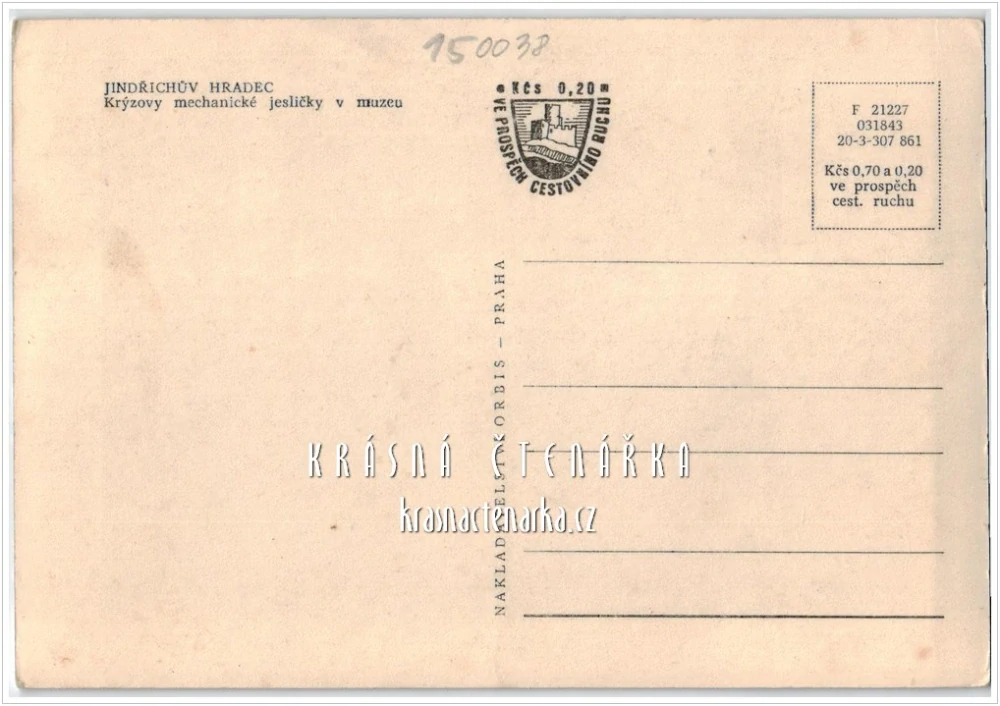 150038
JINDŘICHŮV HRADEC
Krýzovy mechanické jesličky v muzeu
Kčs 0,20
VE PROSPĚCH CESTOVNÍHO RUCHU
F 21227
031843
20-3-307 861
Kčs 0,70 a 0,20
ve prospěch
cest. ruchu
NAKLADATELSTVÍ ORBIS — PRAHA
KRÁSNÁ ČTENÁŘKA
krasnactenarka.cz